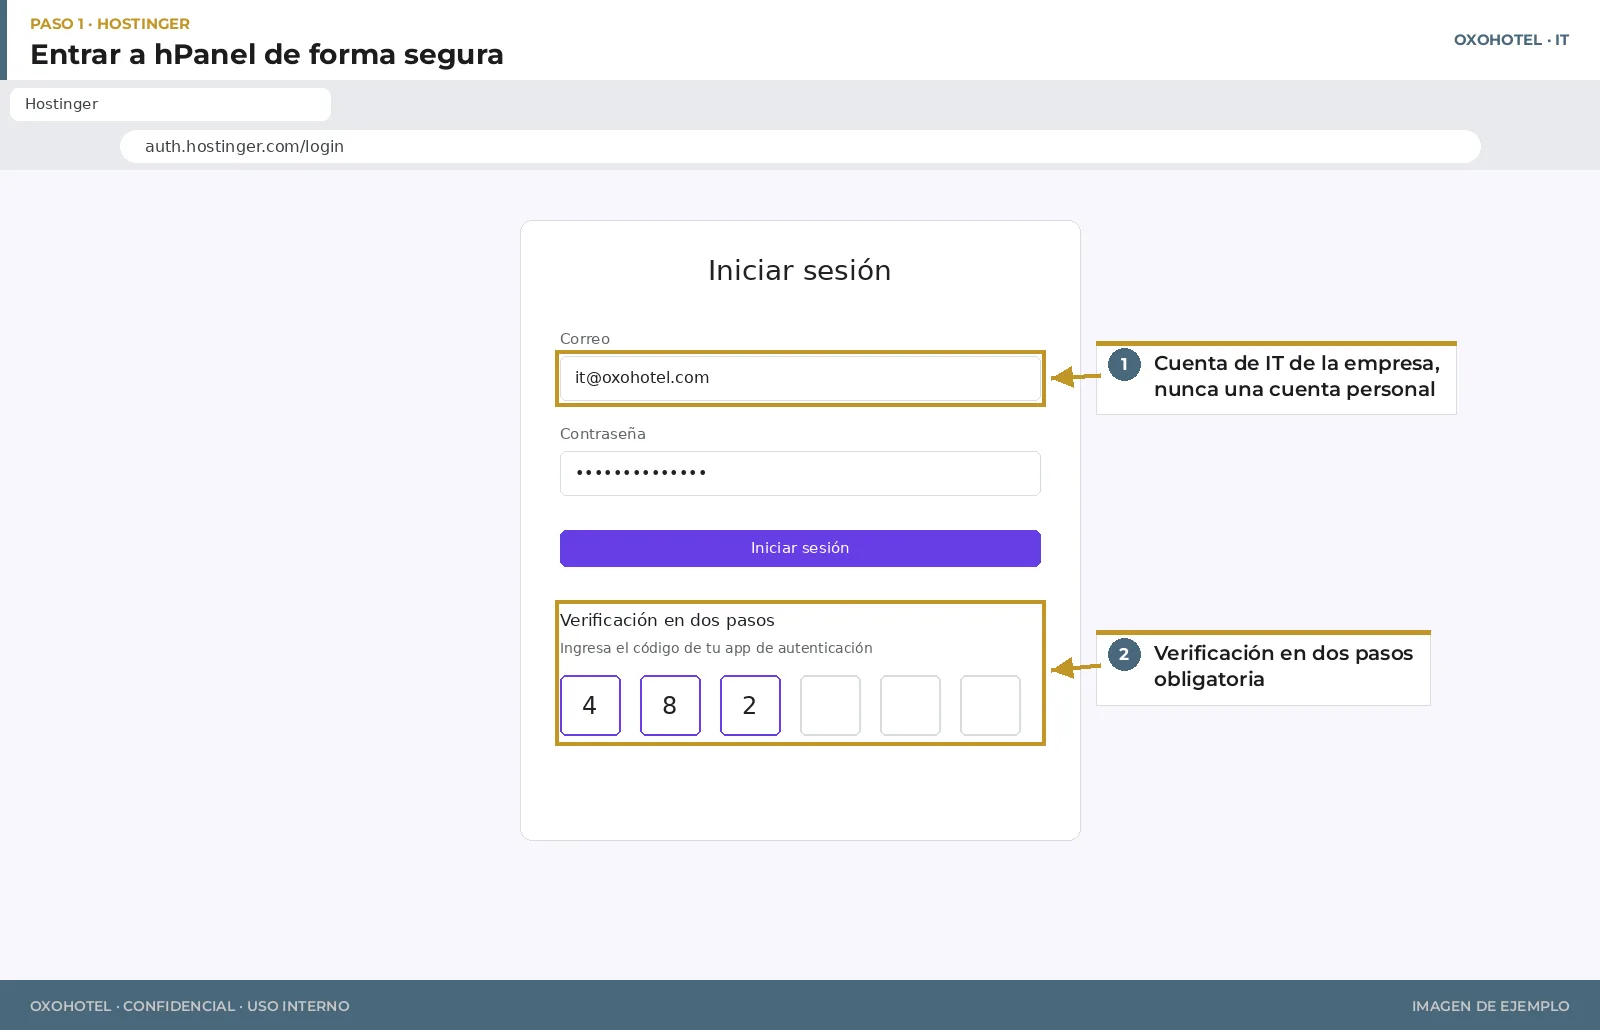 PASO 1 · HOSTINGER
Entrar a hPanel de forma segura
OXOHOTEL · IT
Hostinger
auth.hostinger.com/login
Iniciar sesión
Correo
it@oxohotel.com
1 Cuenta de IT de la empresa,
nunca una cuenta personal
Contraseña
••••••••••••••
Iniciar sesión
Verificación en dos pasos
Ingresa el código de tu app de autenticación
4 8 2
2 Verificación en dos pasos
obligatoria
OXOHOTEL · CONFIDENCIAL · USO INTERNO
IMAGEN DE EJEMPLO